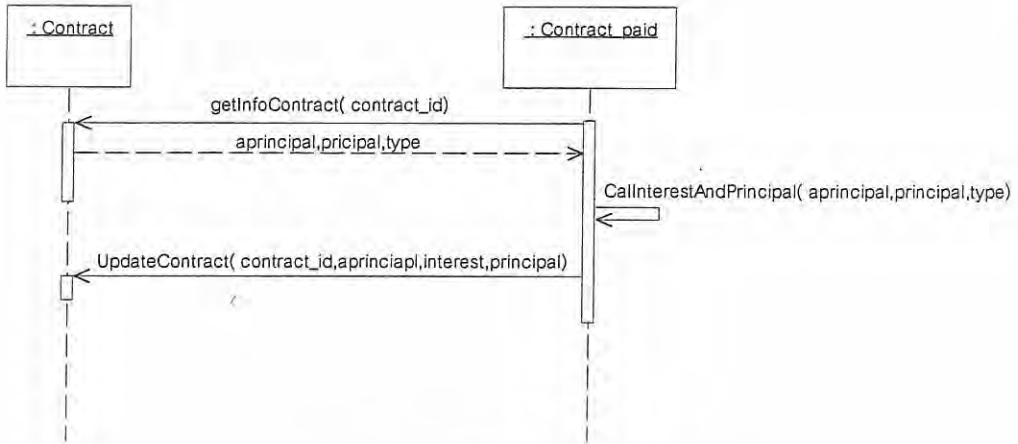 : Contract
: Contract_paid
getInfoContract( contract_id)
aprincipal,pricipal,type
CalInterestAndPrincipal( aprincipal,principal,type)
UpdateContract( contract_id,aprinciapl,interest,principal)